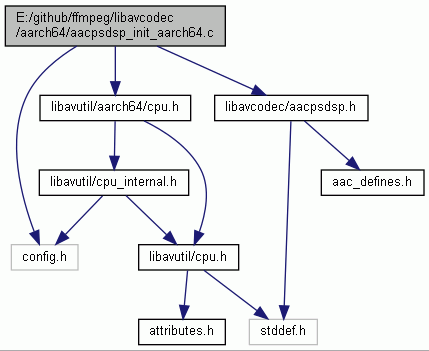 E:/github/ffmpeg/libavcodec
/aarch64/aacpsdsp_init_aarch64.c
libavutil/aarch64/cpu.h
libavcodec/aacpsdsp.h
libavutil/cpu_internal.h
aac_defines.h
config.h
libavutil/cpu.h
attributes.h
stddef.h